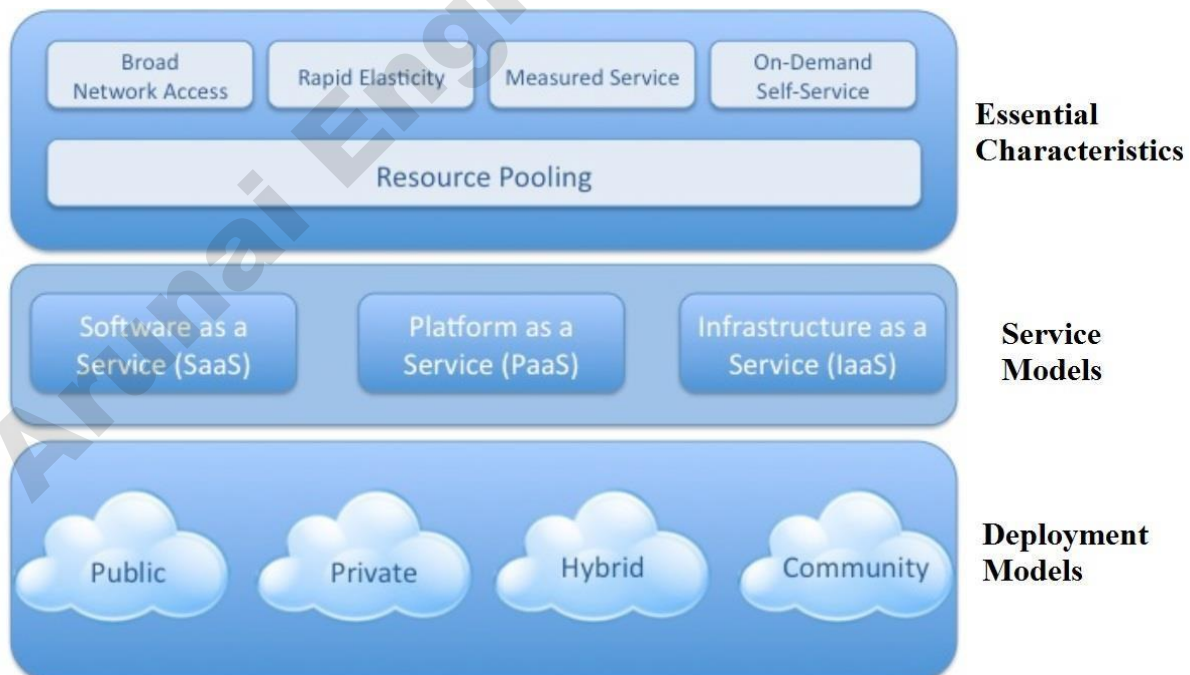 Broad
Network Access
Rapid Elasticity
Measured Service
On-Demand
Self-Service
Resource Pooling
Essential
Characteristics
Software as a
Service (SaaS)
Platform as a
Service (PaaS)
Infrastructure as a
Service (IaaS)
Service
Models
Public
Private
Hybrid
Community
Deployment
Models
Arunai